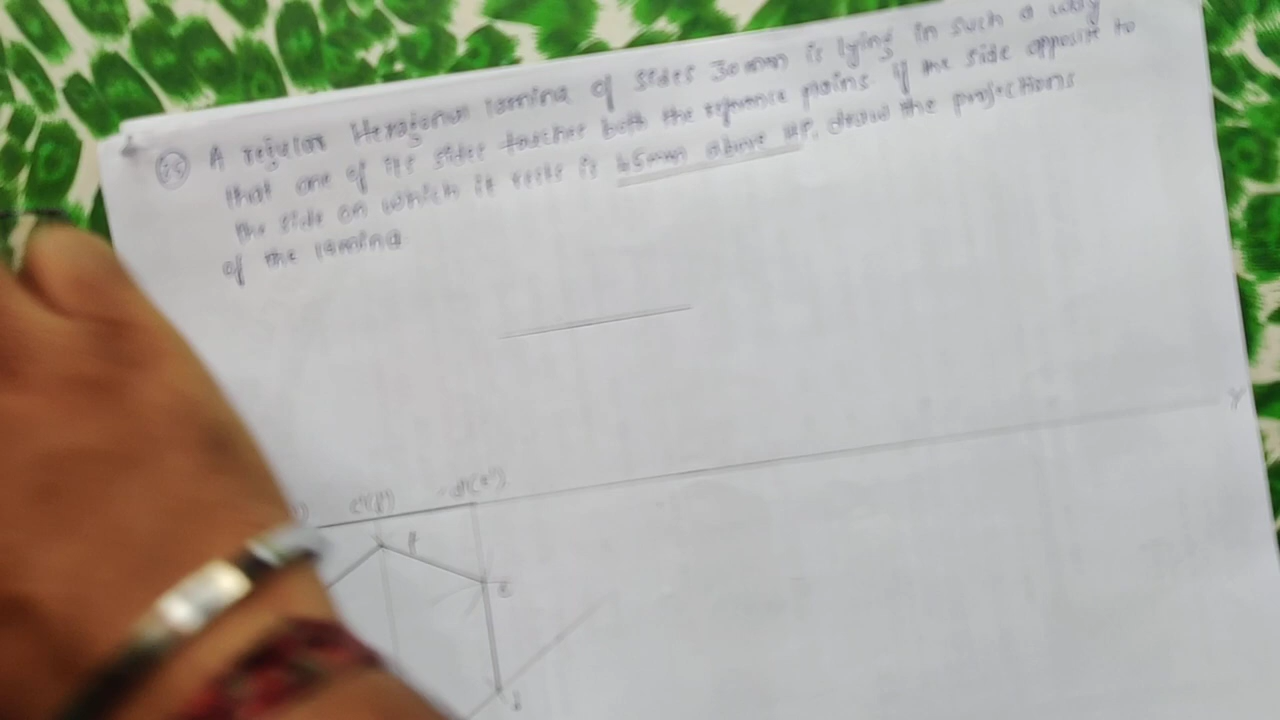 A regular Hexagonal lamina of sides 30mm is lying in such a way
that one of its sides touches both the reference plains if the side opposite to
the side on which it rests is 45mm above HP, draw the projections
of the lamina
Y
c'(f') d'(e')
f
e
d